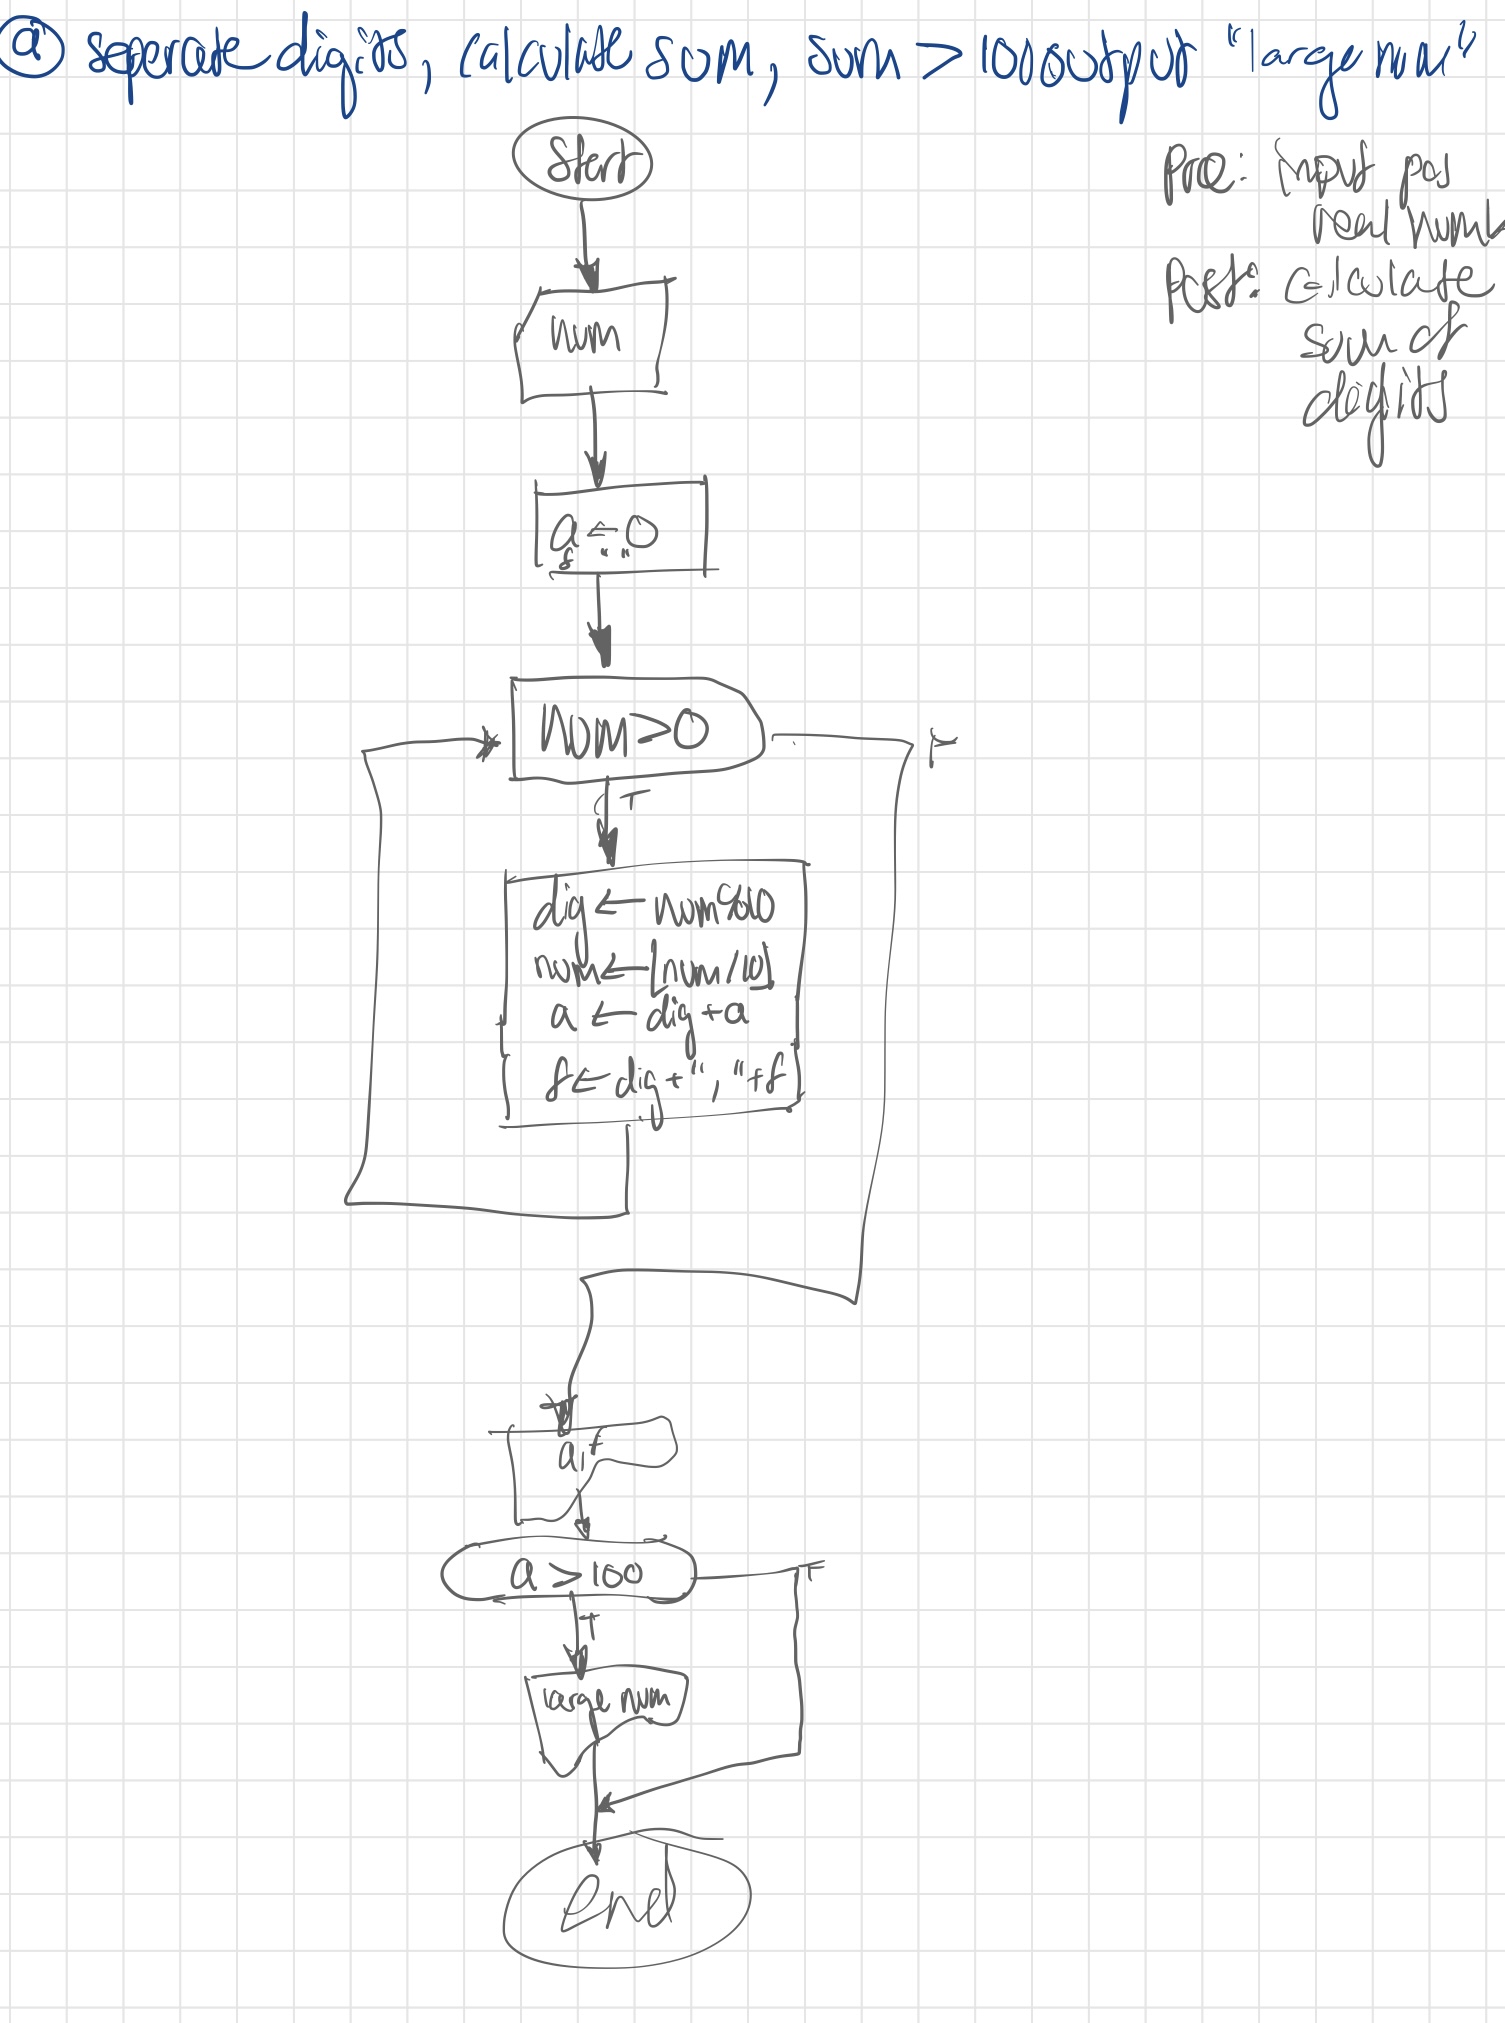 a seperate digits, calculate sum, sum > 100 output "large num"
Start
Pre: input pos
real numb
Post: calculate
sum of
digits
num
a ← 0
f " "
Num > 0
F
T
dig ← num%10
num ← [num/10]
a ← dig + a
f ← dig + ", " + f
a, f
a > 100
F
T
large num
end